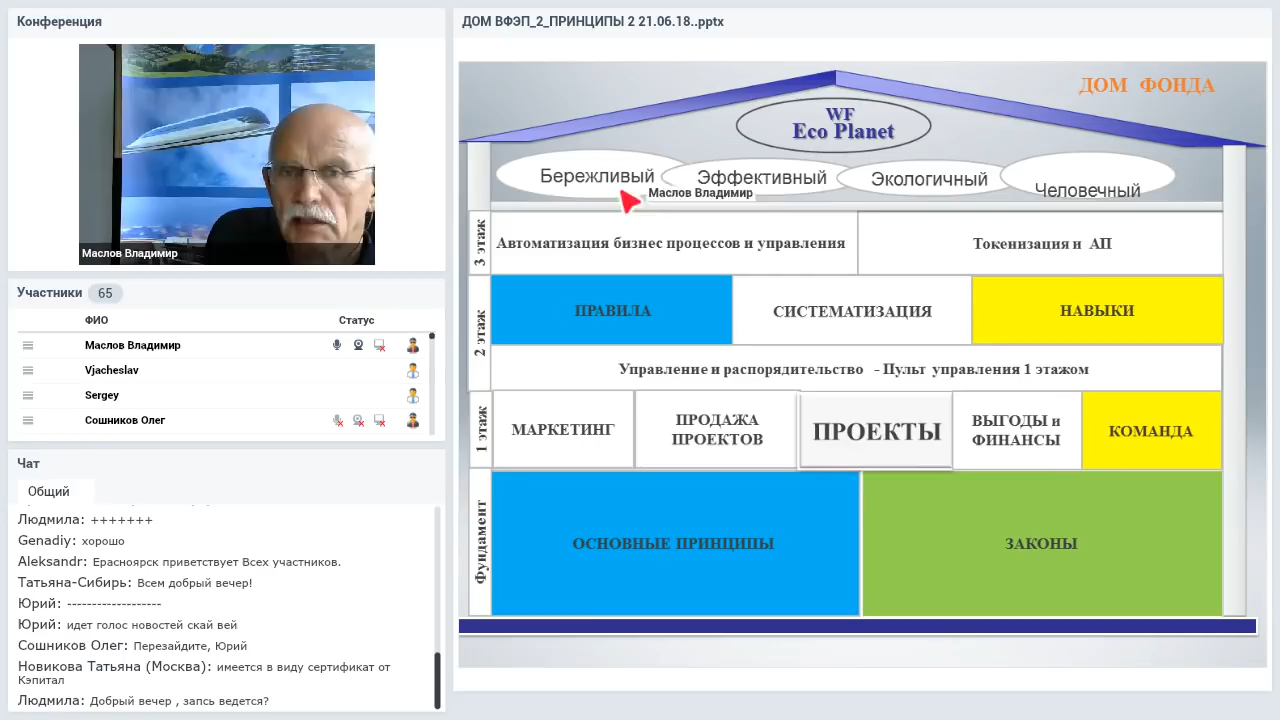 Конференция
Маслов Владимир
Участники 65
ФИО Статус
Маслов Владимир
Vjacheslav
Sergey
Сошников Олег
Чат
Общий
Людмила: +++++++
Genadiy: хорошо
Aleksandr: Ерасноярск приветствует Всех участников.
Татьяна-Сибирь: Всем добрый вечер!
Юрий: -------------------
Юрий: идет голос новостей скай вей
Сошников Олег: Перезайдите, Юрий
Новикова Татьяна (Москва): имеется в виду сертификат от
Кэпитал
Людмила: Добрый вечер , запсь ведется?
ДОМ ВФЭП_2_ПРИНЦИПЫ 2 21.06.18..pptx
ДОМ ФОНДА
WF
Eco Planet
Бережливый Эффективный Экологичный Человечный
Маслов Владимир
3 этаж
Автоматизация бизнес процессов и управления
Токенизация и АП
2 этаж
ПРАВИЛА
СИСТЕМАТИЗАЦИЯ
НАВЫКИ
Управление и распорядительство - Пульт управления 1 этажом
1 этаж
МАРКЕТИНГ
ПРОДАЖА
ПРОЕКТОВ
ПРОЕКТЫ
ВЫГОДЫ и
ФИНАНСЫ
КОМАНДА
Фундамент
ОСНОВНЫЕ ПРИНЦИПЫ
ЗАКОНЫ